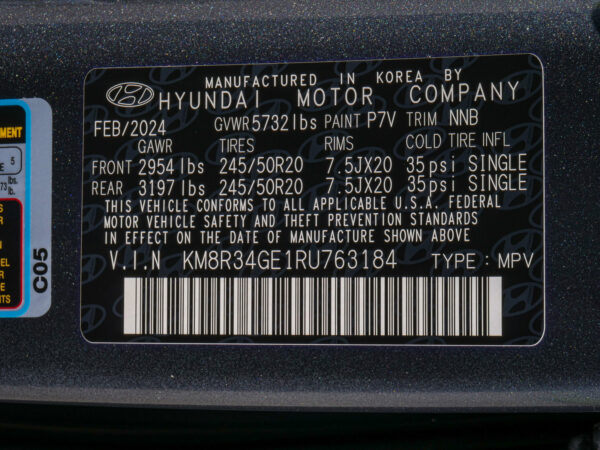 MANUFACTURED IN KOREA BY
HYUNDAI MOTOR COMPANY
FEB/2024 GVWR 5732 lbs PAINT P7V TRIM NNB
GAWR TIRES RIMS COLD TIRE INFL
FRONT 2954 lbs 245/50R20 7.5JX20 35psi SINGLE
REAR 3197 lbs 245/50R20 7.5JX20 35psi SINGLE
THIS VEHICLE CONFORMS TO ALL APPLICABLE U.S.A. FEDERAL
MOTOR VEHICLE SAFETY AND THEFT PREVENTION STANDARDS
IN EFFECT ON THE DATE OF MANUFACTURE SHOWN ABOVE
V.I.N KM8R34GE1RU763184 TYPE : MPV
5
C05